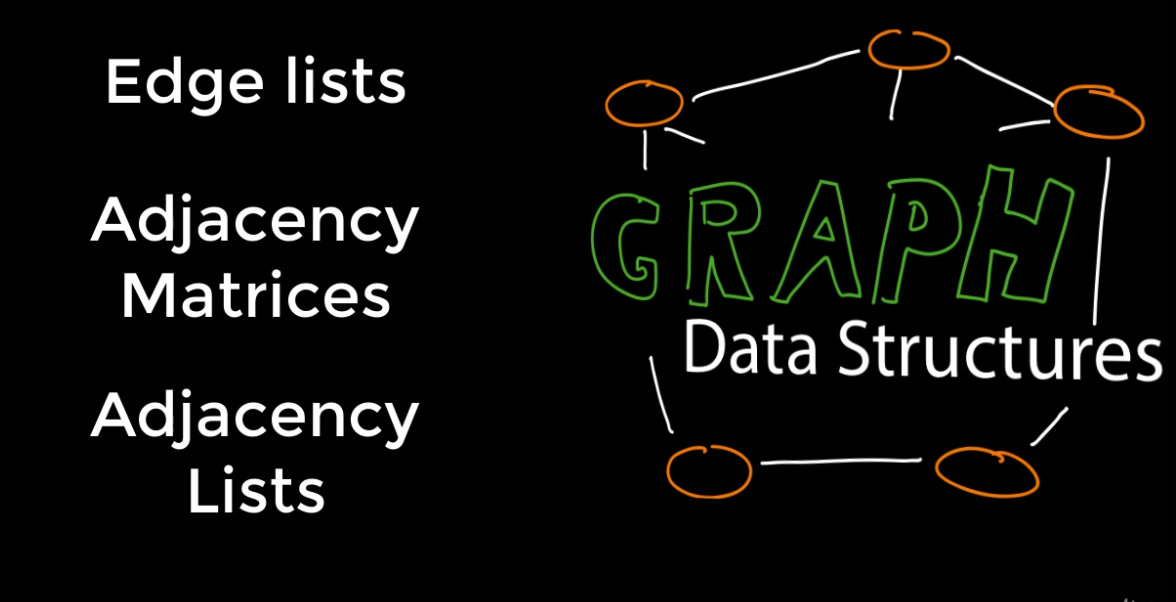 Edge lists
Adjacency
Matrices
Adjacency
Lists
GRAPH
Data Structures